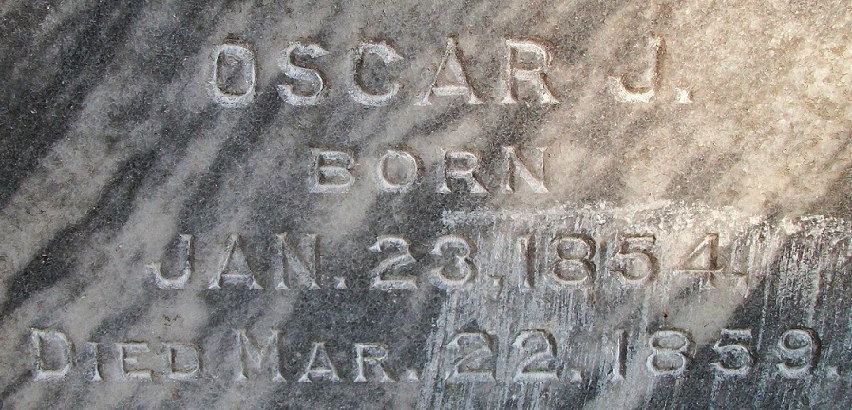 OSCAR J.
BORN
JAN. 23. 1854.
DIED MAR. 22. 1859.